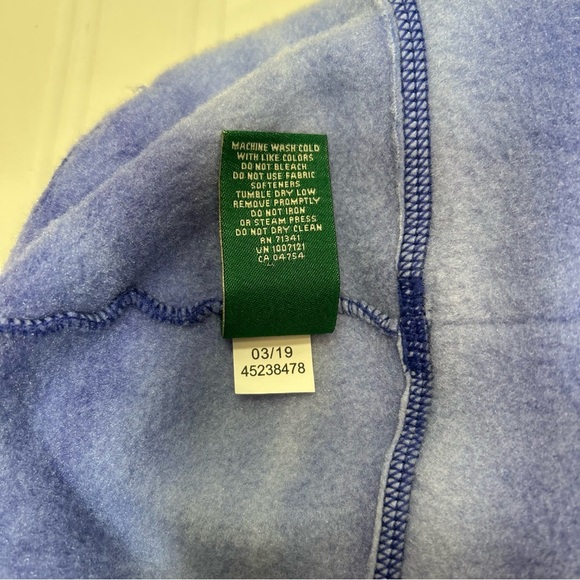 MACHINE WASH COLD
WITH LIKE COLORS
DO NOT BLEACH
DO NOT USE FABRIC
SOFTENERS
TUMBLE DRY LOW
REMOVE PROMPTLY
DO NOT IRON
OR STEAM PRESS
DO NOT DRY CLEAN
RN 71341
VN 1007121
CA 04754
03/19
45238478